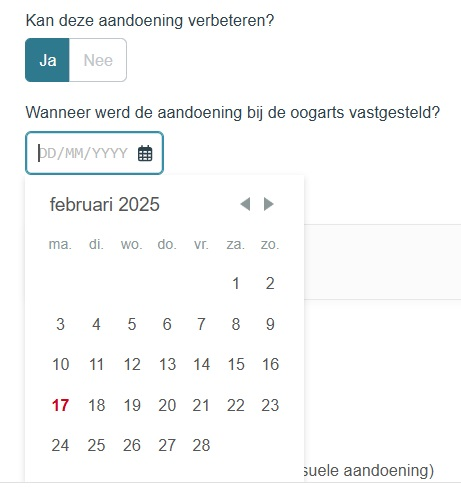 Kan deze aandoening verbeteren?
Ja Nee
Wanneer werd de aandoening bij de oogarts vastgesteld?
DD/MM/YYYY
februari 2025
ma. di. wo. do. vr. za. zo.
1 2
3 4 5 6 7 8 9
10 11 12 13 14 15 16
17 18 19 20 21 22 23
24 25 26 27 28
suele aandoening)